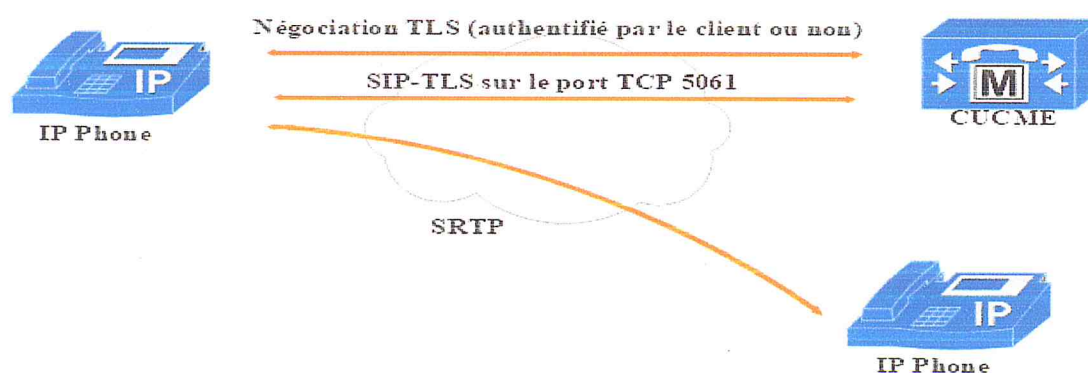 Négociation TLS (authentifié par le client ou non)
IP
SIP-TLS sur le port TCP 5061
M
IP Phone
CUCME
SRTP
IP
IP Phone